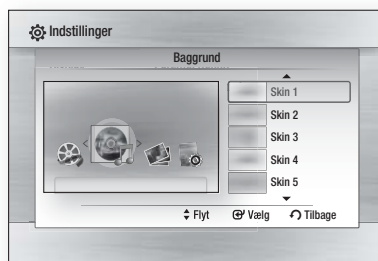 Indstillinger
Baggrund
Skin 1
Skin 2
Skin 3
Skin 4
Skin 5
Flyt Vælg Tilbage